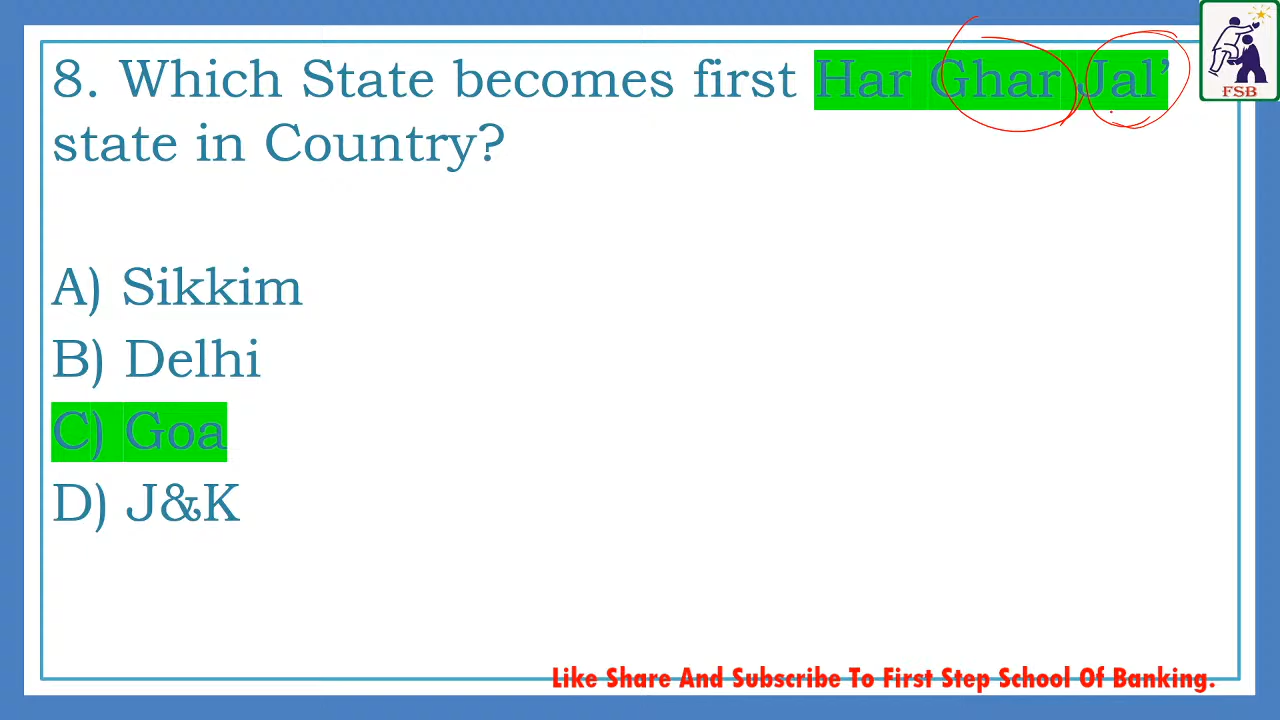 8. Which State becomes first Har Ghar Jal’
state in Country?
A) Sikkim
B) Delhi
C) Goa
D) J&K
FSB
Like Share And Subscribe To First Step School Of Banking.